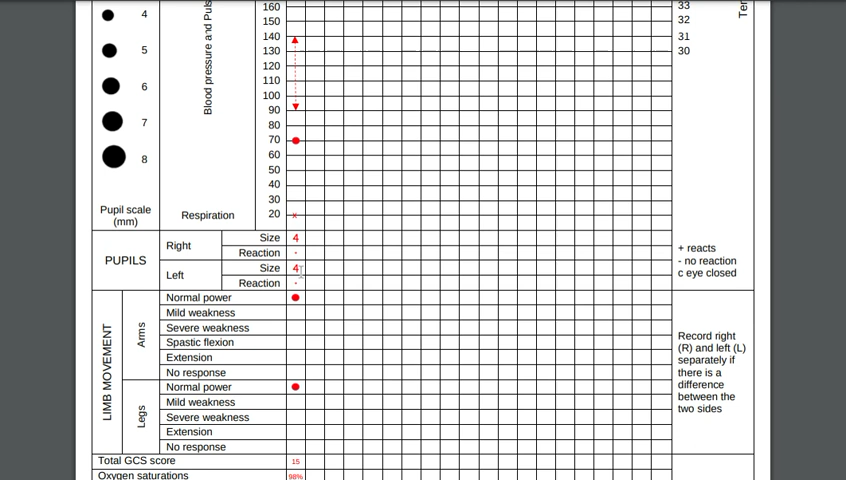 160
150
140
130
120
110
100
90
80
70
60
50
40
30
20
Blood pressure and Puls
4
5
6
7
8
Pupil scale
(mm)
Respiration
x
33
32
31
30
Ter
PUPILS
Right
Size 4
Reaction -
Left
Size 4
Reaction -
+ reacts
- no reaction
c eye closed
LIMB MOVEMENT
Arms
Normal power
Mild weakness
Severe weakness
Spastic flexion
Extension
No response
Legs
Normal power
Mild weakness
Severe weakness
Extension
No response
Record right
(R) and left (L)
separately if
there is a
difference
between the
two sides
Total GCS score 15
Oxygen saturations 98%